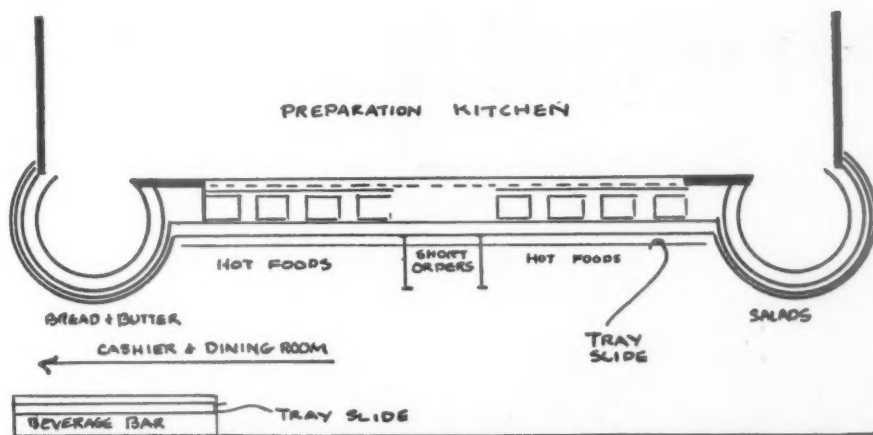 PREPARATION KITCHEN
HOT FOODS
SHORT
ORDERS
HOT FOODS
BREAD + BUTTER
SALADS
TRAY
SLIDE
CASHIER + DINING ROOM
TRAY SLIDE
BEVERAGE BAR